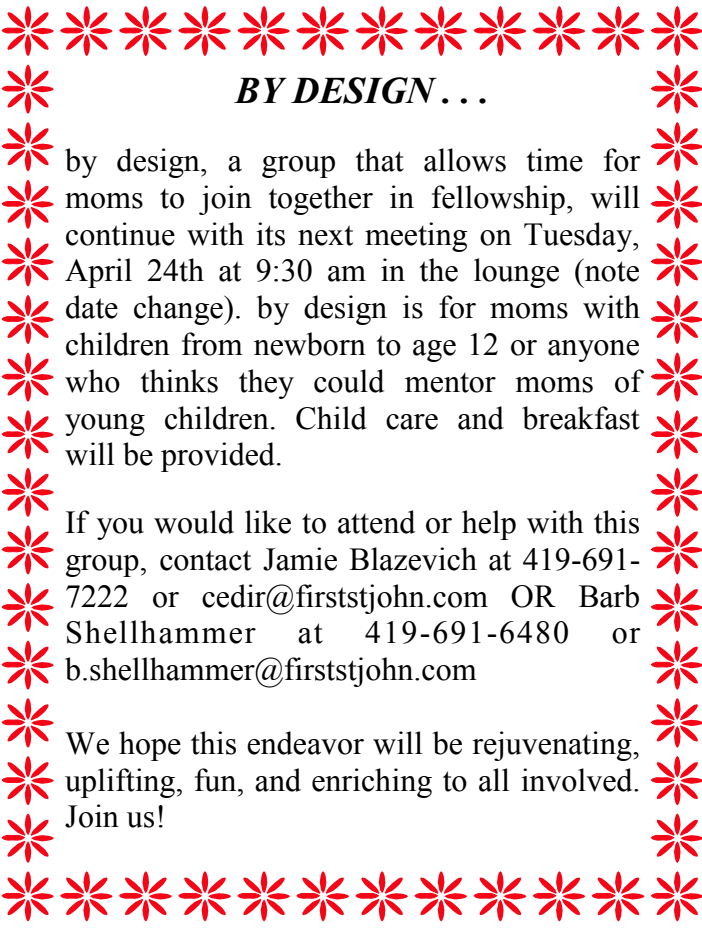 BY DESIGN . . .
by design, a group that allows time for
moms to join together in fellowship, will
continue with its next meeting on Tuesday,
April 24th at 9:30 am in the lounge (note
date change). by design is for moms with
children from newborn to age 12 or anyone
who thinks they could mentor moms of
young children. Child care and breakfast
will be provided.
If you would like to attend or help with this
group, contact Jamie Blazevich at 419-691-
7222 or cedir@firststjohn.com OR Barb
Shellhammer at 419-691-6480 or
b.shellhammer@firststjohn.com
We hope this endeavor will be rejuvenating,
uplifting, fun, and enriching to all involved.
Join us!